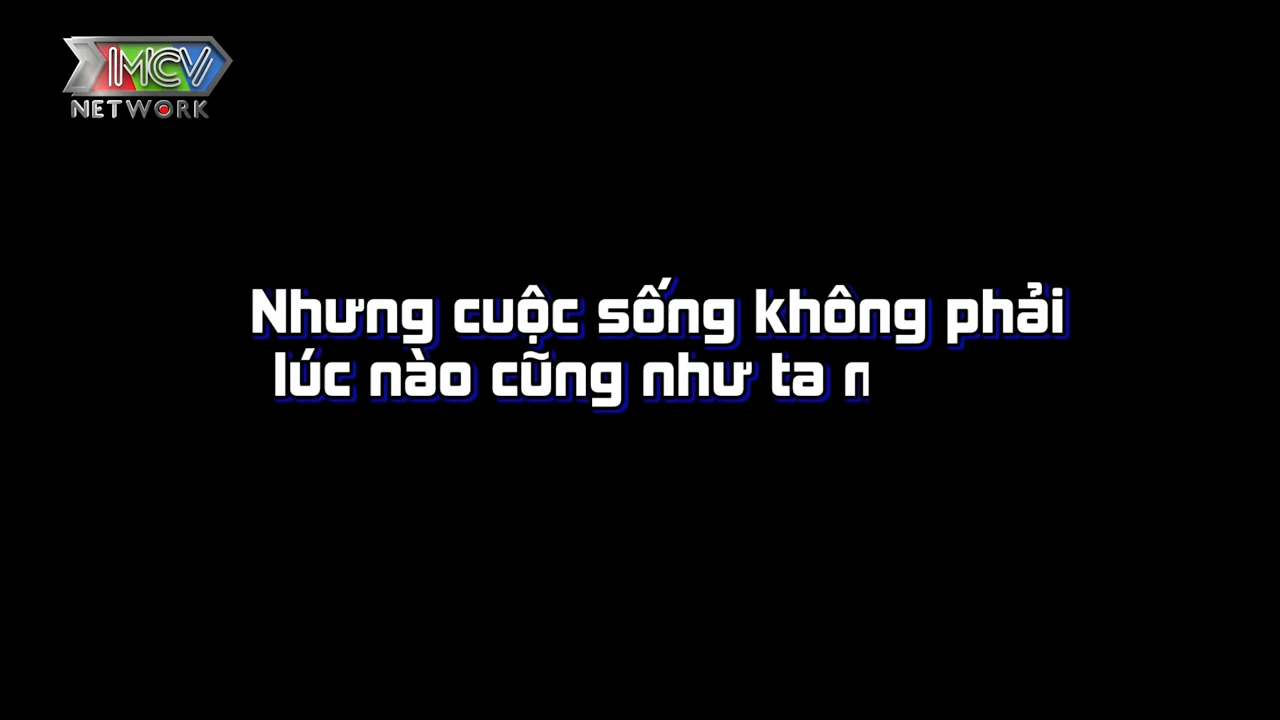 MCV
NETWORK
Nhưng cuộc sống không phải
lúc nào cũng như ta